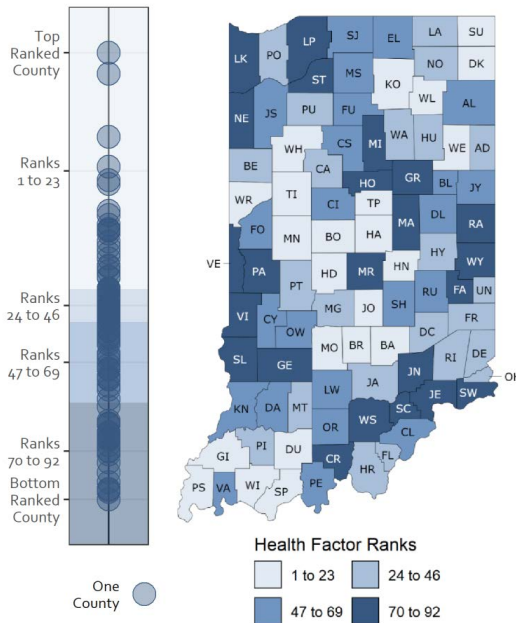 Top
Ranked
County
Ranks
1 to 23
Ranks
24 to 46
Ranks
47 to 69
Ranks
70 to 92
Bottom
Ranked
County
One
County
LK
PO
LP
SJ
EL
LA
SU
ST
MS
NO
DK
KO
NE
JS
PU
FU
WL
AL
WH
CS
MI
WA
HU
WE
AD
BE
CA
WR
TI
HO
GR
BL
JY
CI
TP
FO
MN
BO
HA
MA
DL
RA
VE
PA
HD
MR
HN
HY
WY
PT
FA
UN
VI
CY
OW
MG
JO
SH
RU
FR
DC
SL
GE
MO
BR
BA
RI
DE
OH
JN
KN
DA
MT
LW
JA
JE
SW
OR
WS
SC
CL
GI
PI
DU
CR
FL
HR
PS
VA
WI
SP
PE
Health Factor Ranks
1 to 23
24 to 46
47 to 69
70 to 92